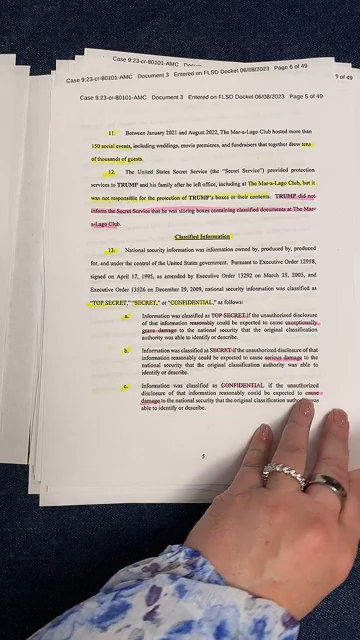 Case 9:23-cr-80101-AMC Document 3
Case 9:23-cr-80101-AMC Document 3 Entered on FLSD Docket 06/08/2023 Page 6 of 49
of 49
Case 9:23-cr-80101-AMC Document 3 Entered on FLSD Docket 06/08/2023 Page 5 of 49
11. Between January 2021 and August 2022, The Mar-a-Lago Club hosted more than
150 social events, including weddings, movie premieres, and fundraisers that together drew tens
of thousands of guests.
12. The United States Secret Service (the "Secret Service") provided protection
services to TRUMP and his family after he left office, including at The Mar-a-Lago Club, but it
was not responsible for the protection of TRUMP's boxes or their contents. TRUMP did not
inform the Secret Service that he was storing boxes containing classified documents at The Mar-
a-Lago Club.
Classified Information
13. National security information was information owned by, produced by, produced
for, and under the control of the United States government. Pursuant to Executive Order 12958,
signed on April 17, 1995, as amended by Executive Order 13292 on March 25, 2003, and
Executive Order 13526 on December 29, 2009, national security information was classified as
"TOP SECRET," "SECRET," or "CONFIDENTIAL," as follows:
a. Information was classified as TOP SECRET if the unauthorized disclosure
of that information reasonably could be expected to cause exceptionally
grave damage to the national security that the original classification
authority was able to identify or describe.
b. Information was classified as SECRET if the unauthorized disclosure of that
information reasonably could be expected to cause serious damage to the
national security that the original classification authority was able to
identify or describe.
c. Information was classified as CONFIDENTIAL if the unauthorized
disclosure of that information reasonably could be expected to cause
damage to the national security that the original classification authority was
able to identify or describe.
5